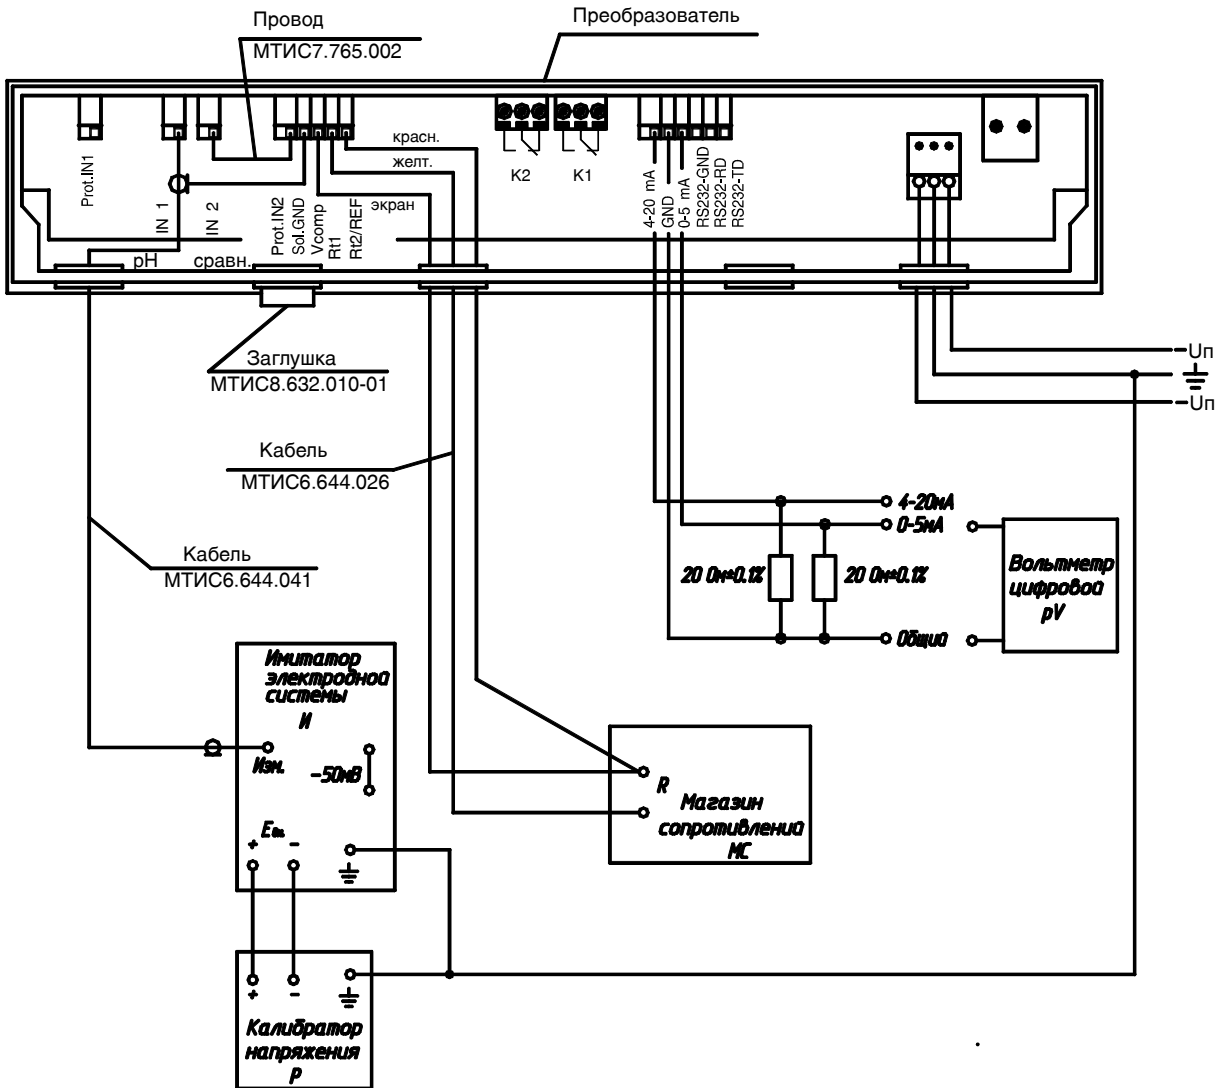 Провод
МТИС7.765.002
Преобразователь
красн.
желт.
экран
K2
K1
Prot.IN1
IN 1
IN 2
Prot.IN2
Sol.GND
Vcomp
Rt1
Rt2/REF
4-20 mA
GND
0-5 mA
RS232-GND
RS232-RD
RS232-TD
pH
сравн.
Заглушка
МТИС8.632.010-01
Uп
Uп
Кабель
МТИС6.644.026
Кабель
МТИС6.644.041
4-20мА
0-5мА
20 Ом±0.1%
20 Ом±0.1%
Общий
Вольтметр
цифровой
pV
Имитатор
электродной
системы
И
Изм.
-50мВ
Eвх.
+ -
R
Магазин
сопротивлений
МС
+ -
Калибратор
напряжения
Р